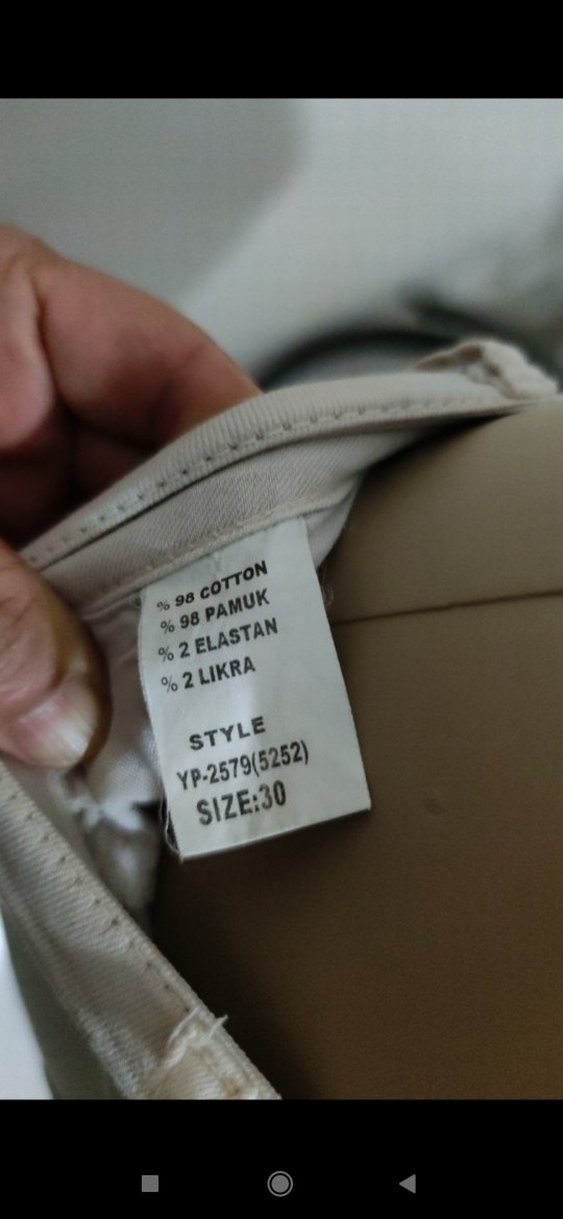 % 98 COTTON
% 98 PAMUK
% 2 ELASTAN
% 2 LIKRA
STYLE
YP-2579(5252)
SIZE:30